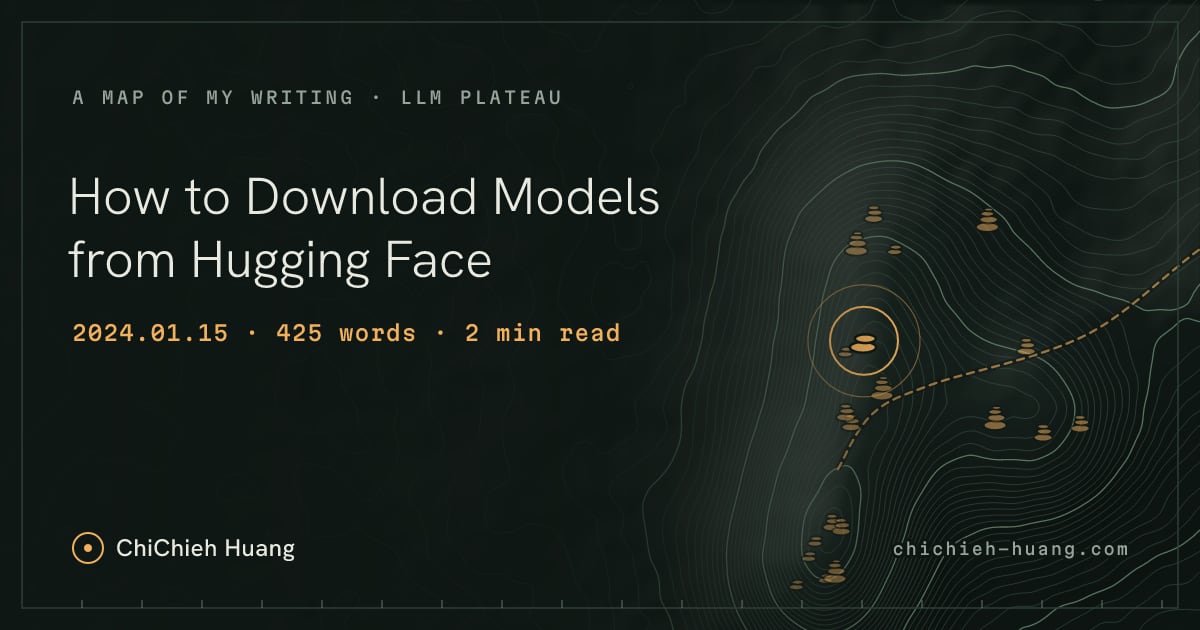 A MAP OF MY WRITING · LLM PLATEAU
How to Download Models
from Hugging Face
2024.01.15 · 425 words · 2 min read
ChiChieh Huang
chichieh-huang.com